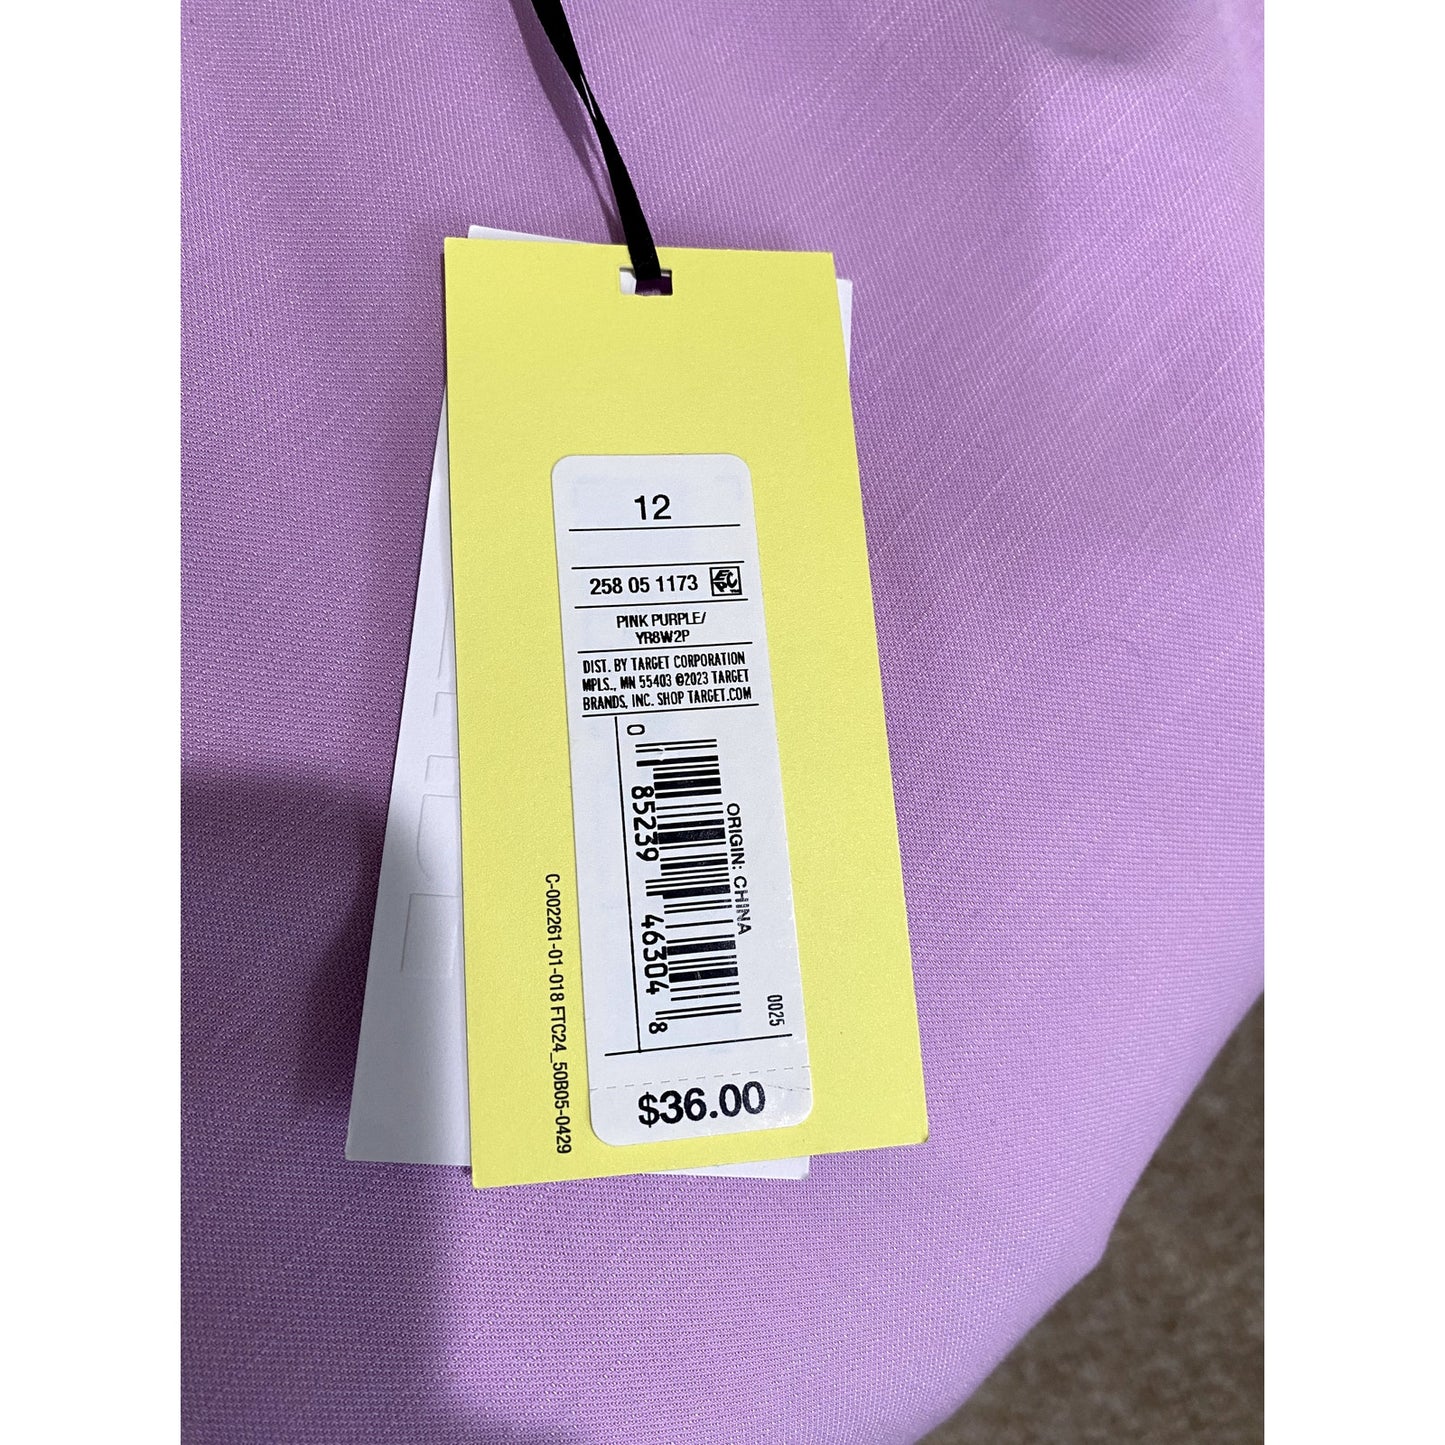 12
258 05 1173
PINK PURPLE/
YR8W2P
DIST. BY TARGET CORPORATION
MPLS., MN 55403 ©2023 TARGET
BRANDS, INC. SHOP TARGET.COM
0 85239 46304 8
ORIGIN: CHINA
0025
$36.00
C-002261-01-018 FTC24_50B05-0429